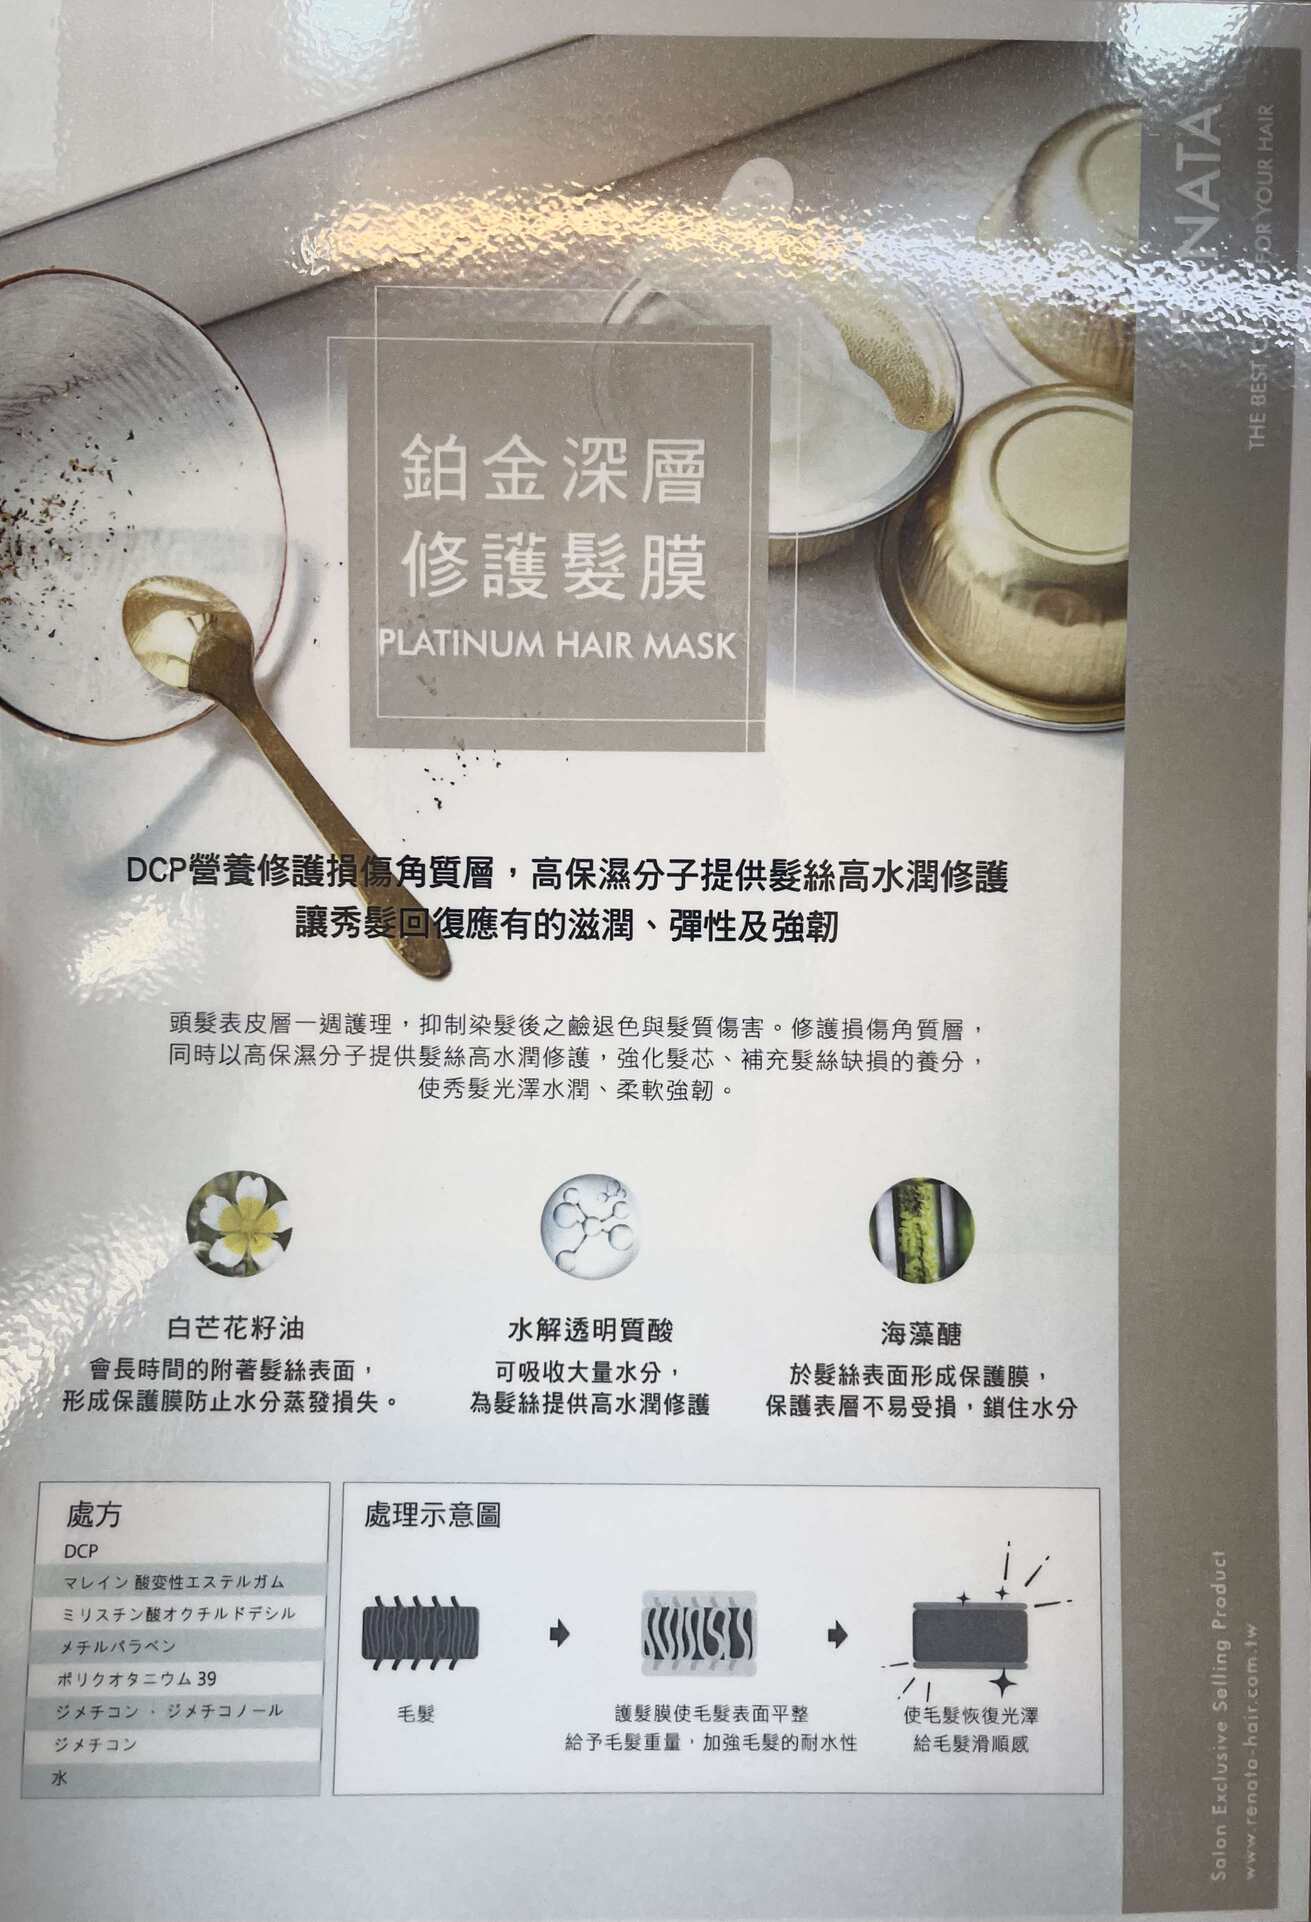 NATA
THE BEST
FOR YOUR HAIR
鉑金深層
修護髮膜
PLATINUM HAIR MASK
DCP營養修護損傷角質層，高保濕分子提供髮絲高水潤修護
讓秀髮回復應有的滋潤、彈性及強韌
頭髮表皮層一週護理，抑制染髮後之鹼退色與髮質傷害。修護損傷角質層，
同時以高保濕分子提供髮絲高水潤修護，強化髮芯、補充髮絲缺損的養分，
使秀髮光澤水潤、柔軟強韌。
白芒花籽油
會長時間的附著髮絲表面，
形成保護膜防止水分蒸發損失。
水解透明質酸
可吸收大量水分，
為髮絲提供高水潤修護
海藻醣
於髮絲表面形成保護膜，
保護表層不易受損，鎖住水分
處方
DCP
マレイン酸変性エステルガム
ミリスチン酸オクチルドデシル
メチルパラベン
ポリクオタニウム 39
ジメチコン · ジメチコノール
ジメチコン
水
處理示意圖
毛髮
護髮膜使毛髮表面平整
給予毛髮重量，加強毛髮的耐水性
使毛髮恢復光澤
給毛髮滑順感
Salon Exclusive Selling Product
www.renata-hair.com.tw